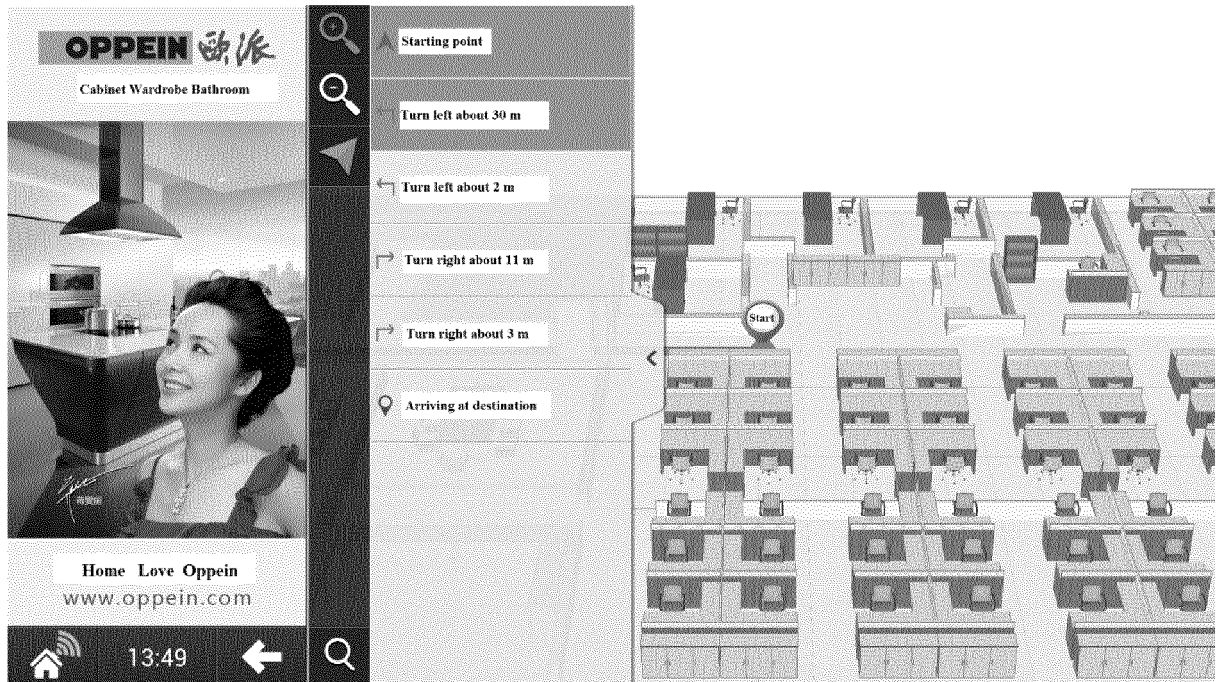 OPPEIN 欧派
Cabinet Wardrobe Bathroom
Home Love Oppein
www.oppein.com
13:49
Starting point
Turn left about 30 m
Turn left about 2 m
Turn right about 11 m
Turn right about 3 m
Arriving at destination
Start